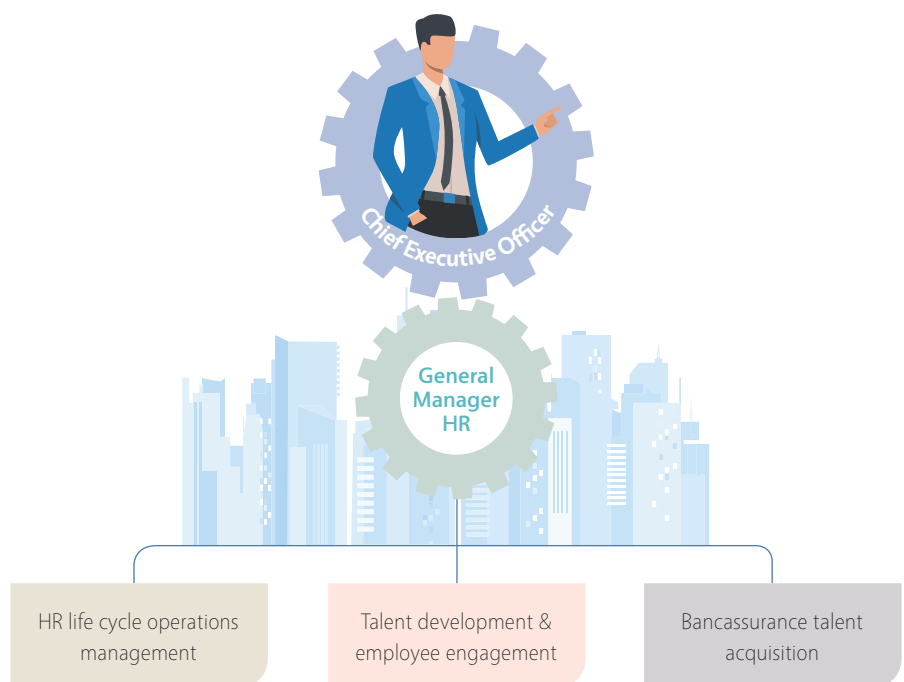 Chief Executive Officer
General
Manager
HR
HR life cycle operations
management
Talent development &
employee engagement
Bancassurance talent
acquisition